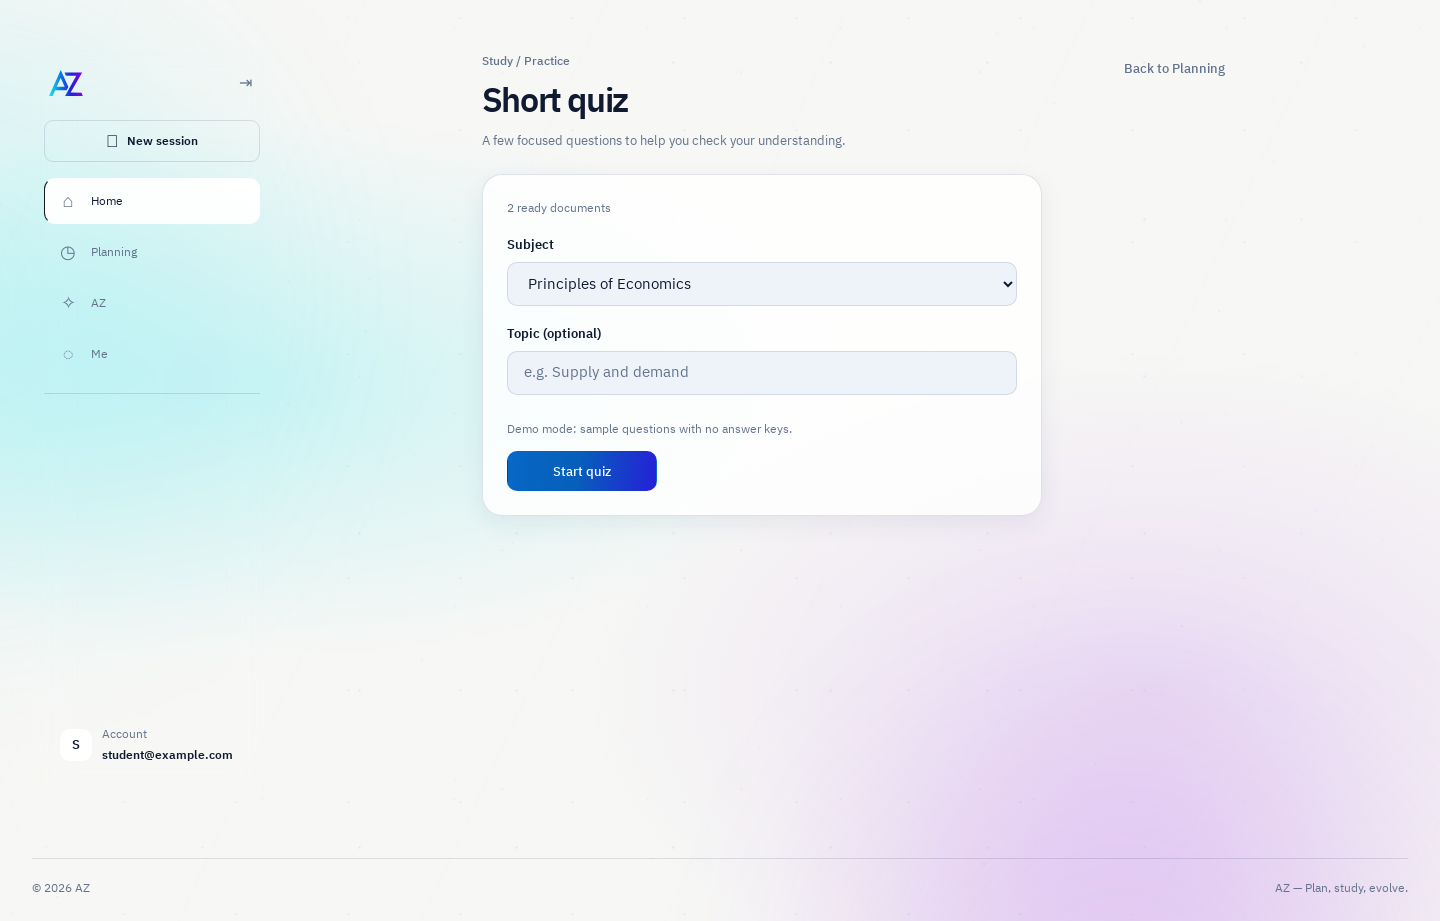 AZ
New session
Home
Planning
AZ
Me
Account
S
student@example.com
Study / Practice
Short quiz
A few focused questions to help you check your understanding.
Back to Planning
2 ready documents
Subject
Principles of Economics
Topic (optional)
e.g. Supply and demand
Demo mode: sample questions with no answer keys.
Start quiz
© 2026 AZ
AZ — Plan, study, evolve.